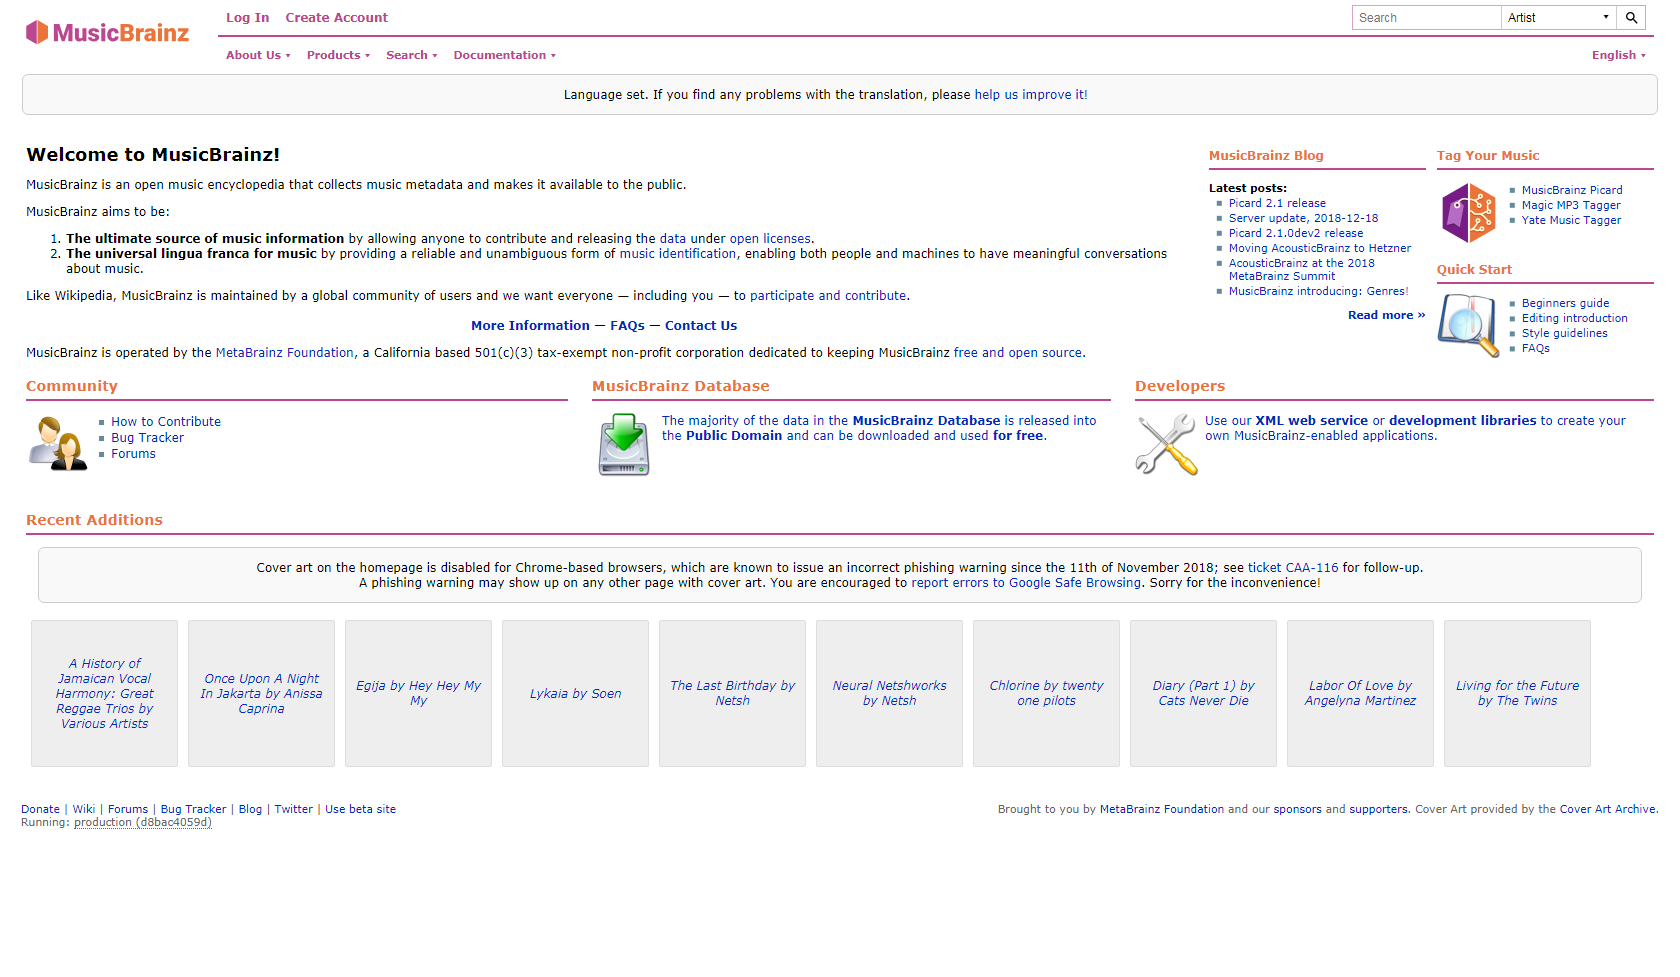 MusicBrainz
Log In Create Account
Search Artist
About Us Products Search Documentation English
Language set. If you find any problems with the translation, please help us improve it!
Welcome to MusicBrainz!
MusicBrainz is an open music encyclopedia that collects music metadata and makes it available to the public.
MusicBrainz aims to be:
1. The ultimate source of music information by allowing anyone to contribute and releasing the data under open licenses.
2. The universal lingua franca for music by providing a reliable and unambiguous form of music identification, enabling both people and machines to have meaningful conversations
about music.
Like Wikipedia, MusicBrainz is maintained by a global community of users and we want everyone — including you — to participate and contribute.
More Information — FAQs — Contact Us
MusicBrainz is operated by the MetaBrainz Foundation, a California based 501(c)(3) tax-exempt non-profit corporation dedicated to keeping MusicBrainz free and open source.
MusicBrainz Blog
Latest posts:
Picard 2.1 release
Server update, 2018-12-18
Picard 2.1.0dev2 release
Moving AcousticBrainz to Hetzner
AcousticBrainz at the 2018
MetaBrainz Summit
MusicBrainz introducing: Genres!
Read more »
Tag Your Music
MusicBrainz Picard
Magic MP3 Tagger
Yate Music Tagger
Quick Start
Beginners guide
Editing introduction
Style guidelines
FAQs
Community
How to Contribute
Bug Tracker
Forums
MusicBrainz Database
The majority of the data in the MusicBrainz Database is released into
the Public Domain and can be downloaded and used for free.
Developers
Use our XML web service or development libraries to create your
own MusicBrainz-enabled applications.
Recent Additions
Cover art on the homepage is disabled for Chrome-based browsers, which are known to issue an incorrect phishing warning since the 11th of November 2018; see ticket CAA-116 for follow-up.
A phishing warning may show up on any other page with cover art. You are encouraged to report errors to Google Safe Browsing. Sorry for the inconvenience!
A History of
Jamaican Vocal
Harmony: Great
Reggae Trios by
Various Artists
Once Upon A Night
In Jakarta by Anissa
Caprina
Egija by Hey Hey My
My
Lykaia by Soen
The Last Birthday by
Netsh
Neural Netshworks
by Netsh
Chlorine by twenty
one pilots
Diary (Part 1) by
Cats Never Die
Labor Of Love by
Angelyna Martinez
Living for the Future
by The Twins
Donate | Wiki | Forums | Bug Tracker | Blog | Twitter | Use beta site
Running: production (d8bac4059d)
Brought to you by MetaBrainz Foundation and our sponsors and supporters. Cover Art provided by the Cover Art Archive.